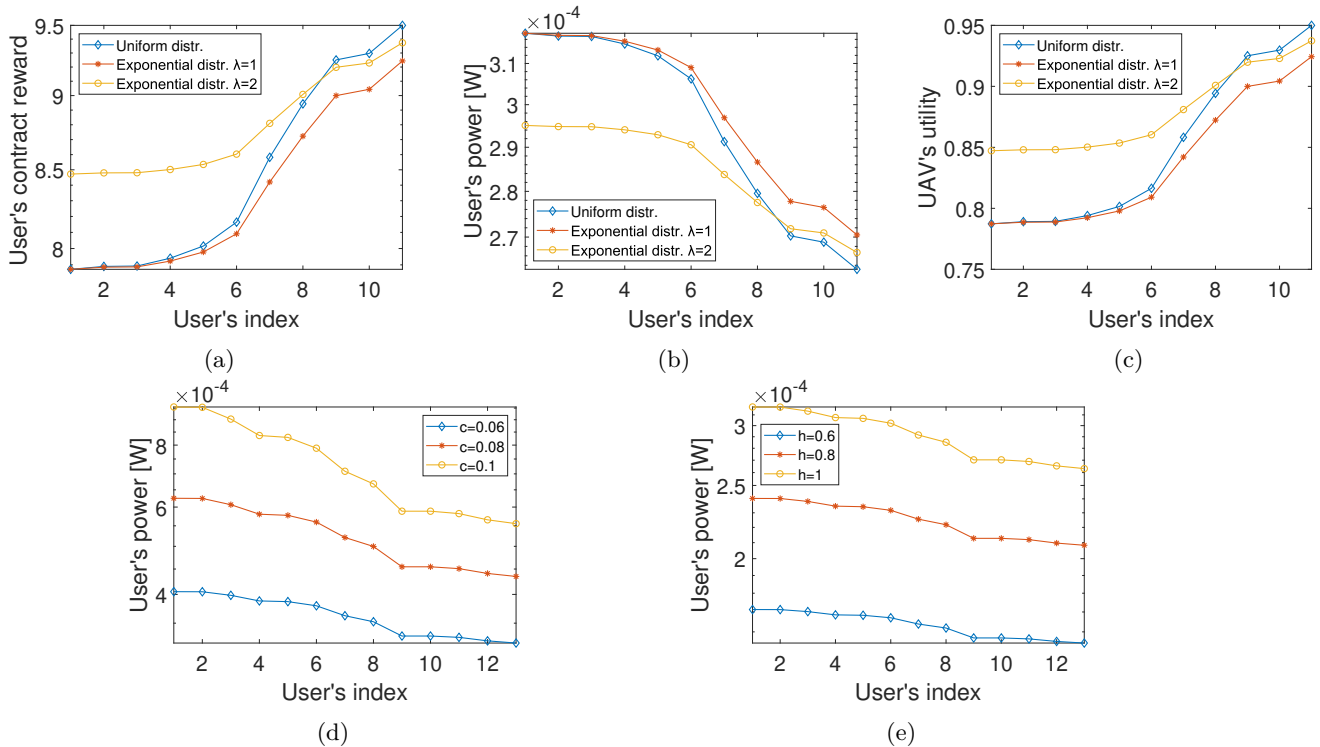 User's contract reward
9.5
9
8.5
8
Uniform distr.
Exponential distr. λ=1
Exponential distr. λ=2
2 4 6 8 10
User's index
(a)
×10-4
User's power [W]
3.1
3
2.9
2.8
2.7
Uniform distr.
Exponential distr. λ=1
Exponential distr. λ=2
2 4 6 8 10
User's index
(b)
UAV's utility
0.95
0.9
0.85
0.8
0.75
Uniform distr.
Exponential distr. λ=1
Exponential distr. λ=2
2 4 6 8 10
User's index
(c)
×10-4
User's power [W]
8
6
4
c=0.06
c=0.08
c=0.1
2 4 6 8 10 12
User's index
(d)
×10-4
User's power [W]
3
2.5
2
h=0.6
h=0.8
h=1
2 4 6 8 10 12
User's index
(e)